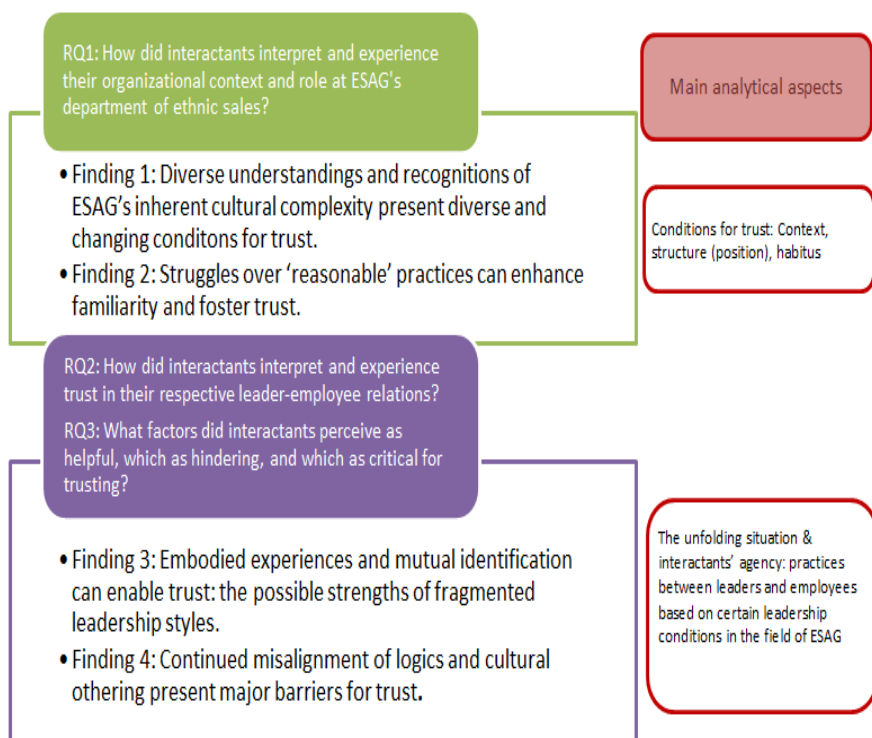 RQ1: How did interactants interpret and experience
their organizational context and role at ESAG's
department of ethnic sales?
Main analytical aspects
• Finding 1: Diverse understandings and recognitions of
ESAG's inherent cultural complexity present diverse and
changing conditons for trust.
• Finding 2: Struggles over 'reasonable' practices can enhance
familiarity and foster trust.
Conditions for trust: Context,
structure (position), habitus
RQ2: How did interactants interpret and experience
trust in their respective leader-employee relations?
RQ3: What factors did interactants perceive as
helpful, which as hindering, and which as critical for
trusting?
• Finding 3: Embodied experiences and mutual identification
can enable trust: the possible strengths of fragmented
leadership styles.
• Finding 4: Continued misalignment of logics and cultural
othering present major barriers for trust.
The unfolding situation &
interactants' agency: practices
between leaders and employees
based on certain leadership
conditions in the field of ESAG